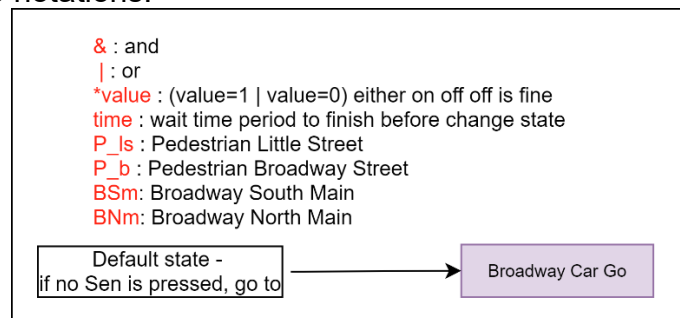 notations.
& : and
| : or
*value : (value=1 | value=0) either on off off is fine
time : wait time period to finish before change state
P_ls : Pedestrian Little Street
P_b : Pedestrian Broadway Street
BSm: Broadway South Main
BNm: Broadway North Main
Default state -
if no Sen is pressed, go to
Broadway Car Go